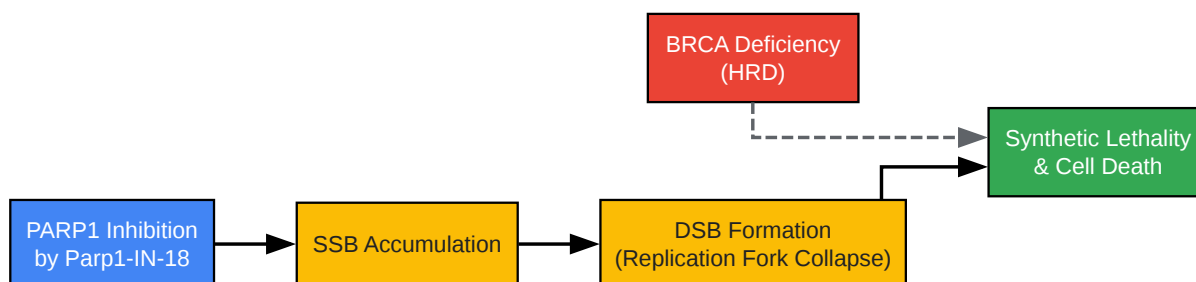 BRCA Deficiency
(HRD)
Synthetic Lethality
& Cell Death
PARP1 Inhibition
by Parp1-IN-18
SSB Accumulation
DSB Formation
(Replication Fork Collapse)